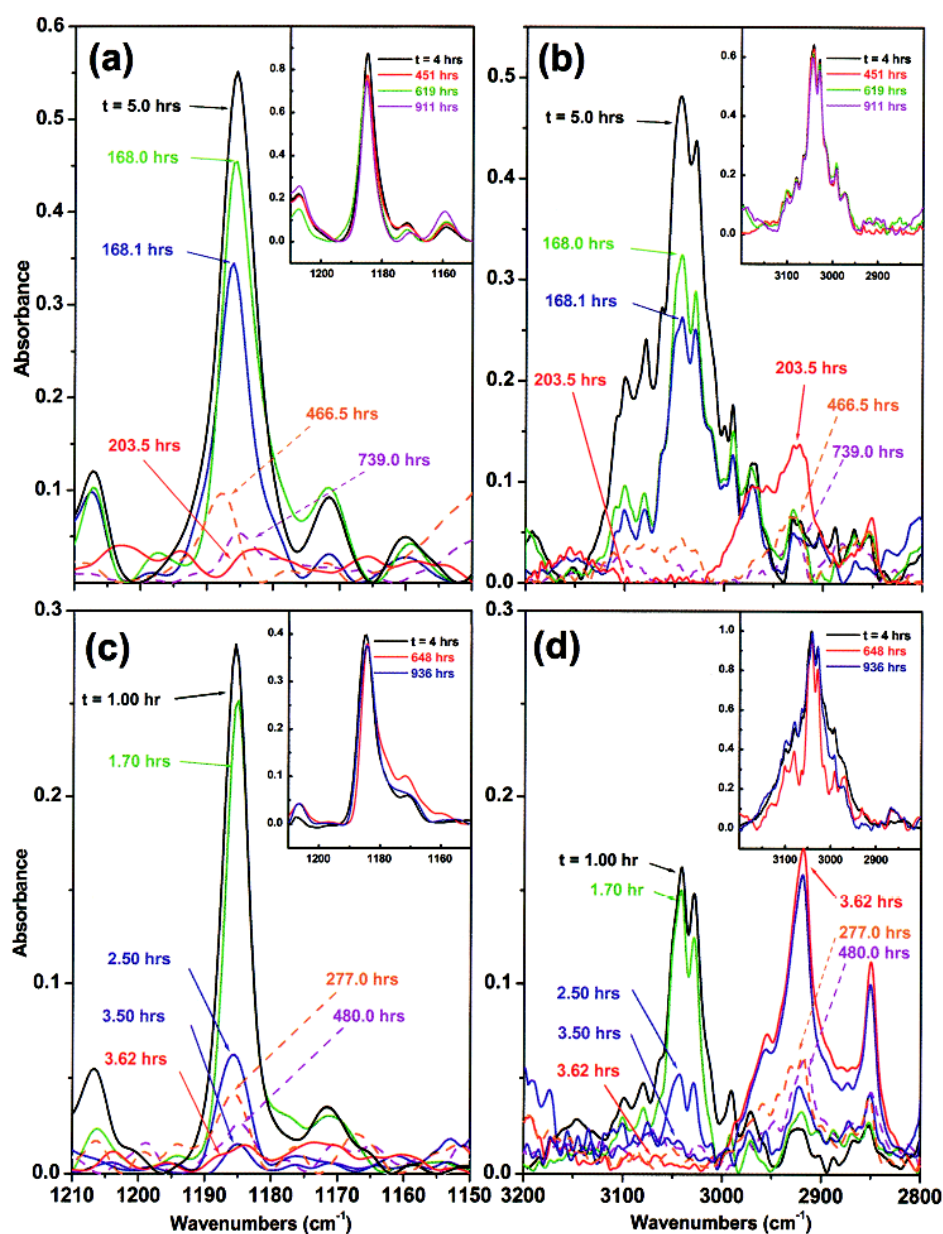 0.6
0.5
0.4
0.3
0.2
0.1
0.0
Absorbance
(a)
t = 5.0 hrs
168.0 hrs
168.1 hrs
203.5 hrs
466.5 hrs
739.0 hrs
t = 4 hrs
451 hrs
619 hrs
911 hrs
0.8
0.6
0.4
0.2
0.0
1200 1180 1160
0.5
0.4
0.3
0.2
0.1
0.0
(b)
t = 5.0 hrs
168.0 hrs
168.1 hrs
203.5 hrs
203.5 hrs
466.5 hrs
739.0 hrs
t = 4 hrs
451 hrs
619 hrs
911 hrs
0.6
0.4
0.2
0.0
3100 3000 2900
0.3
0.2
0.1
0.0
Absorbance
(c)
t = 1.00 hr
1.70 hrs
2.50 hrs
3.50 hrs
3.62 hrs
277.0 hrs
480.0 hrs
t = 4 hrs
648 hrs
936 hrs
0.4
0.3
0.2
0.1
0.0
1200 1180 1160
1210 1200 1190 1180 1170 1160 1150
Wavenumbers (cm⁻¹)
0.3
0.2
0.1
0.0
(d)
t = 1.00 hr
1.70 hr
2.50 hrs
3.50 hrs
3.62 hrs
3.62 hrs
277.0 hrs
480.0 hrs
t = 4 hrs
648 hrs
936 hrs
1.0
0.8
0.6
0.4
0.2
0.0
3100 3000 2900
3200 3100 3000 2900 2800
Wavenumbers (cm⁻¹)